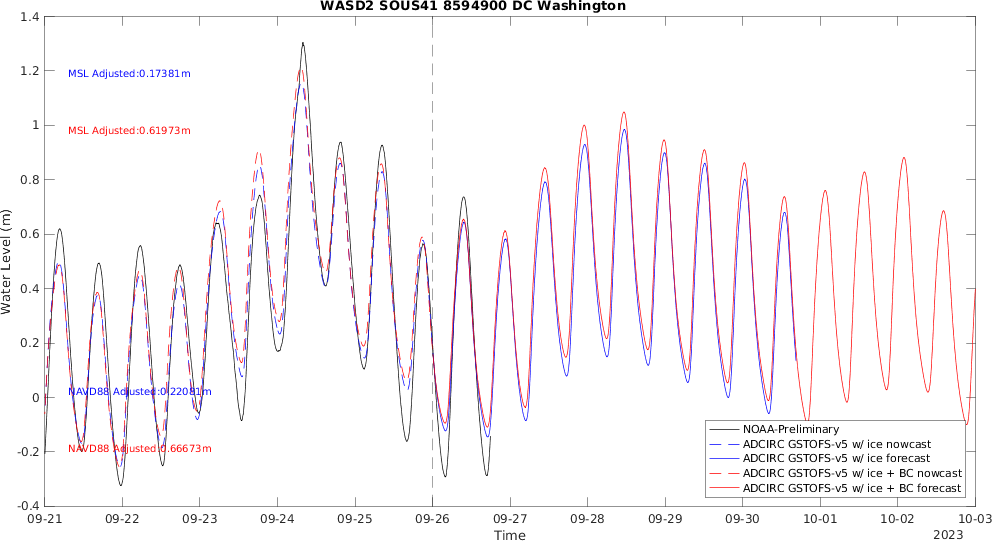 WASD2 SOUS41 8594900 DC Washington
1.4
1.2
1
0.8
0.6
0.4
0.2
0
-0.2
-0.4
Water Level (m)
MSL Adjusted:0.17381m
MSL Adjusted:0.61973m
NAVD88 Adjusted:0.22081m
NAVD88 Adjusted:0.66673m
NOAA-Preliminary
ADCIRC GSTOFS-v5 w/ ice nowcast
ADCIRC GSTOFS-v5 w/ ice forecast
ADCIRC GSTOFS-v5 w/ ice + BC nowcast
ADCIRC GSTOFS-v5 w/ ice + BC forecast
09-21 09-22 09-23 09-24 09-25 09-26 09-27 09-28 09-29 09-30 10-01 10-02 10-03
Time
2023